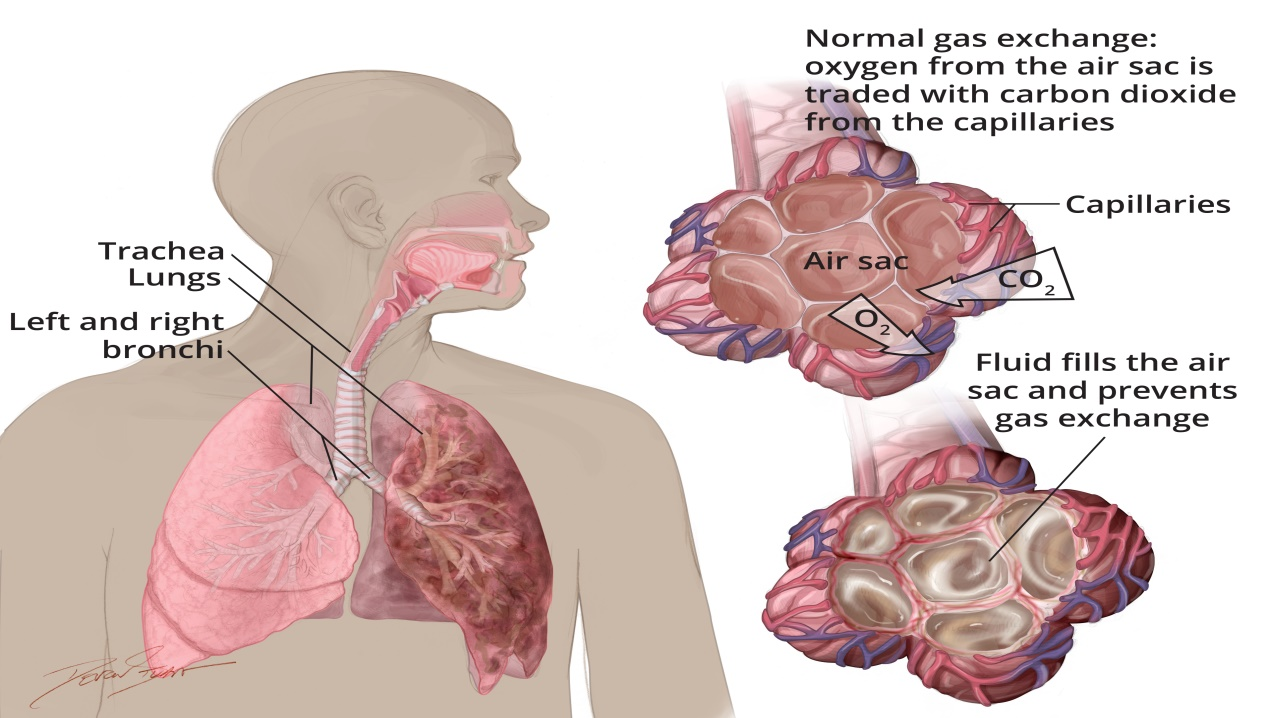 Normal gas exchange:
oxygen from the air sac is
traded with carbon dioxide
from the capillaries
Capillaries
Air sac
CO2
O2
Trachea
Lungs
Left and right
bronchi
Fluid fills the air
sac and prevents
gas exchange